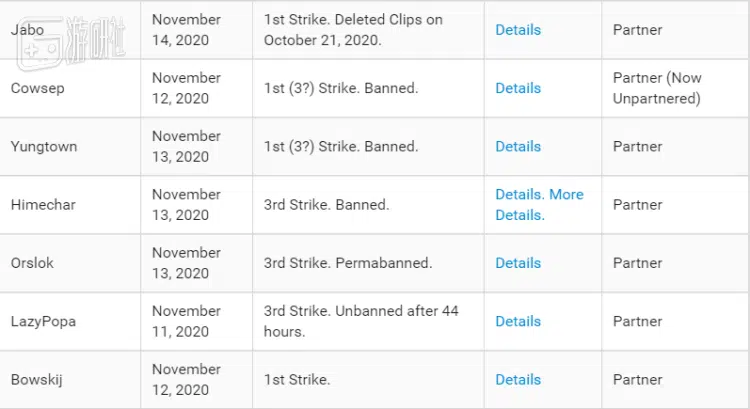 游研社
Jabo
November
14, 2020
1st Strike. Deleted Clips on
October 21, 2020.
Details
Partner
Cowsep
November
12, 2020
1st (3?) Strike. Banned.
Details
Partner (Now
Unpartnered)
Yungtown
November
13, 2020
1st (3?) Strike. Banned.
Details
Partner
Himechar
November
13, 2020
3rd Strike. Banned.
Details. More
Details.
Partner
Orslok
November
13, 2020
3rd Strike. Permabanned.
Details
Partner
LazyPopa
November
11, 2020
3rd Strike. Unbanned after 44
hours.
Details
Partner
Bowskij
November
12, 2020
1st Strike.
Details
Partner